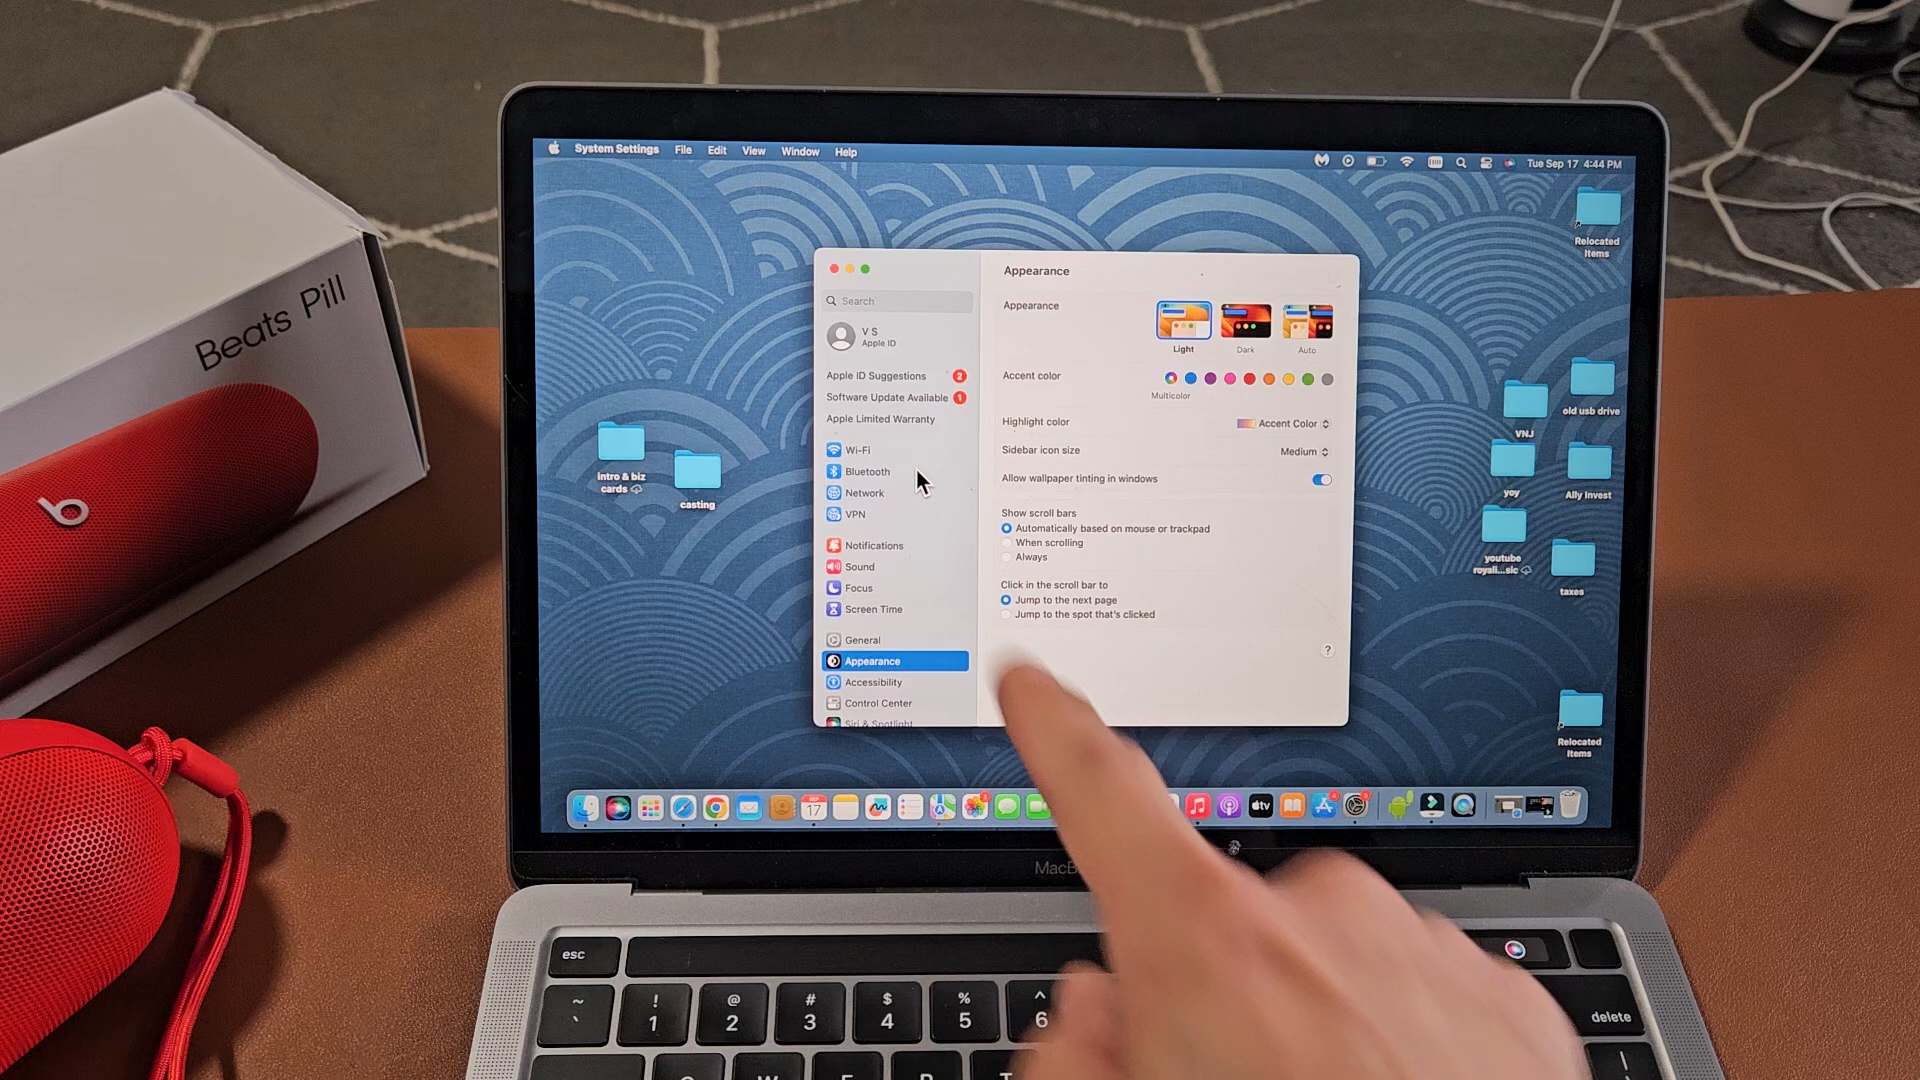 System Settings File Edit View Window Help
Tue Sep 17 4:44 PM
Beats Pill
b
Relocated
Items
old usb drive
VNJ
Ally Invest
yoy
youtube
royali...sic
taxes
Relocated
Items
intro & biz
cards
casting
Search
V S
Apple ID
Apple ID Suggestions 2
Software Update Available 1
Apple Limited Warranty
Wi-Fi
Bluetooth
Network
VPN
Notifications
Sound
Focus
Screen Time
General
Appearance
Accessibility
Control Center
Siri & Spotlight
Appearance
Appearance
Light Dark Auto
Accent color
Multicolor
Highlight color Accent Color
Sidebar icon size Medium
Allow wallpaper tinting in windows
Show scroll bars
Automatically based on mouse or trackpad
When scrolling
Always
Click in the scroll bar to
Jump to the next page
Jump to the spot that's clicked
?
SEP
17
tv
MacB
esc
~ ! @ # $ % ^
` 1 2 3 4 5 6
delete